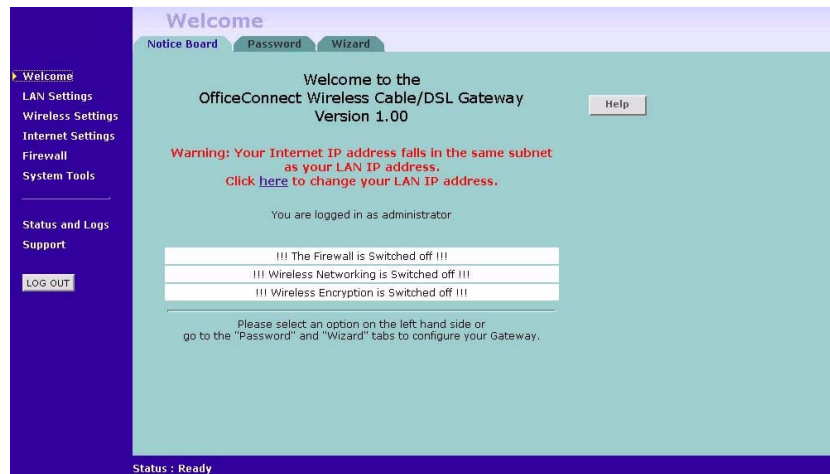 Welcome
Notice Board
Password
Wizard
Welcome
LAN Settings
Wireless Settings
Internet Settings
Firewall
System Tools
Status and Logs
Support
LOG OUT
Welcome to the
OfficeConnect Wireless Cable/DSL Gateway
Version 1.00
Help
Warning: Your Internet IP address falls in the same subnet
as your LAN IP address.
Click here to change your LAN IP address.
You are logged in as administrator
!!! The Firewall is Switched off !!!
!!! Wireless Networking is Switched off !!!
!!! Wireless Encryption is Switched off !!!
Please select an option on the left hand side or
go to the "Password" and "Wizard" tabs to configure your Gateway.
Status : Ready